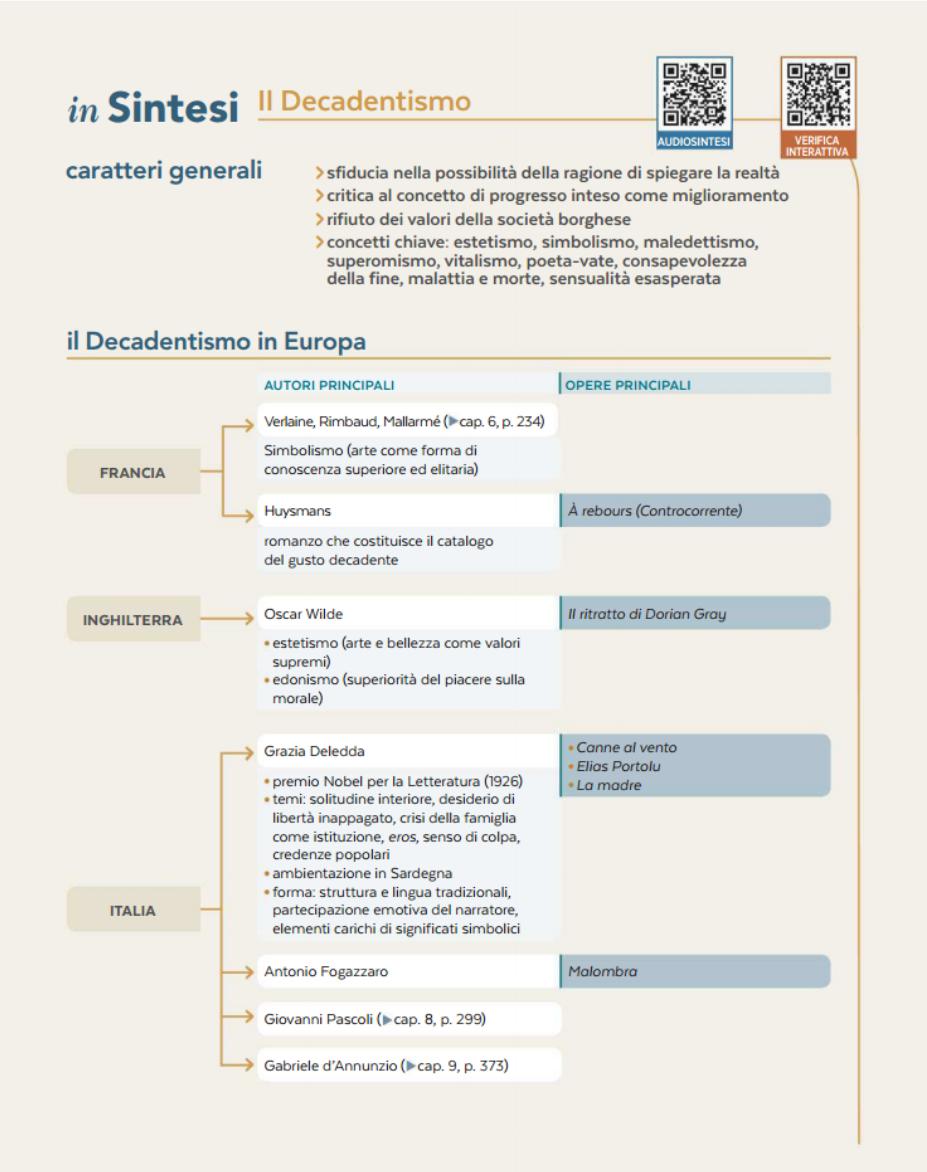 in Sintesi Il Decadentismo
AUDIOSINTESI
VERIFICA
INTERATTIVA
caratteri generali
sfiducia nella possibilità della ragione di spiegare la realtà
critica al concetto di progresso inteso come miglioramento
rifiuto dei valori della società borghese
concetti chiave: estetismo, simbolismo, maledettismo,
superomismo, vitalismo, poeta-vate, consapevolezza
della fine, malattia e morte, sensualità esasperata
il Decadentismo in Europa
AUTORI PRINCIPALI
OPERE PRINCIPALI
FRANCIA
Verlaine, Rimbaud, Mallarmé (▶cap. 6, p. 234)
Simbolismo (arte come forma di
conoscenza superiore ed elitaria)
Huysmans
À rebours (Controcorrente)
romanzo che costituisce il catalogo
del gusto decadente
INGHILTERRA
Oscar Wilde
Il ritratto di Dorian Gray
• estetismo (arte e bellezza come valori
supremi)
• edonismo (superiorità del piacere sulla
morale)
ITALIA
Grazia Deledda
• Canne al vento
• Elias Portolu
• La madre
• premio Nobel per la Letteratura (1926)
• temi: solitudine interiore, desiderio di
libertà inappagato, crisi della famiglia
come istituzione, eros, senso di colpa,
credenze popolari
• ambientazione in Sardegna
• forma: struttura e lingua tradizionali,
partecipazione emotiva del narratore,
elementi carichi di significati simbolici
Antonio Fogazzaro
Malombra
Giovanni Pascoli (▶cap. 8, p. 299)
Gabriele d'Annunzio (▶cap. 9, p. 373)